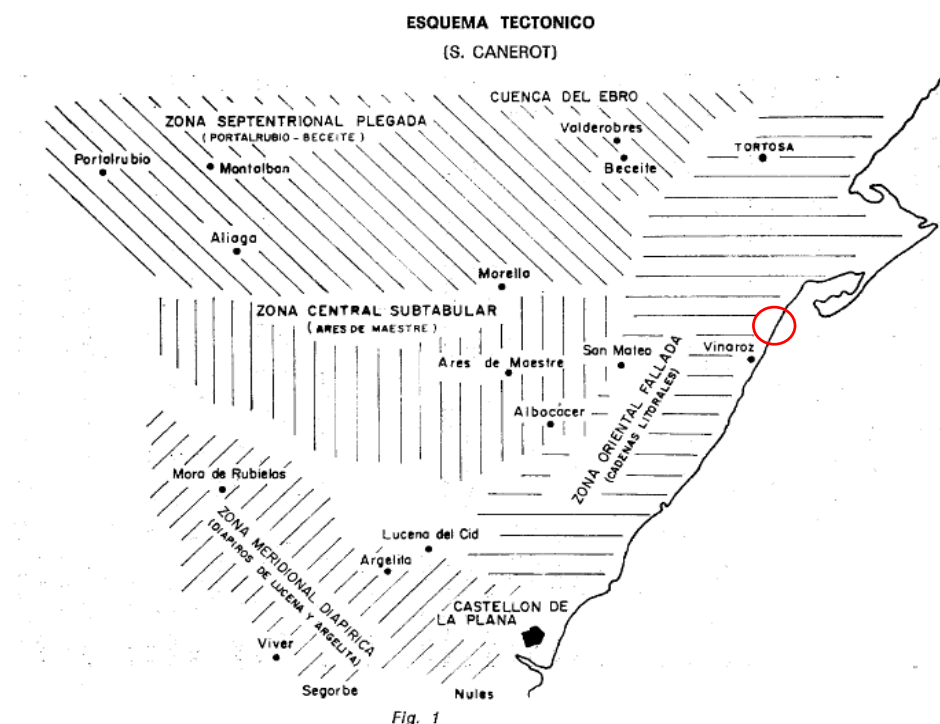 ESQUEMA TECTONICO
(S. CANEROT)
CUENCA DEL EBRO
ZONA SEPTENTRIONAL PLEGADA
(PORTALRUBIO - BECEITE)
Valderobres
Portalrubio
Montalban
Beceite
TORTOSA
Aliaga
Morella
ZONA CENTRAL SUBTABULAR
(ARES DE MAESTRE)
Ares de Maestre
San Mateo
Vinaroz
Albocácer
ZONA ORIENTAL FALLADA
(CADENAS LITORALES)
Mora de Rubielos
ZONA MERIDIONAL DIAPIRICA
(DIAPIROS DE LUCENA Y ARGELITA)
Lucena del Cid
Argelita
CASTELLON DE
LA PLANA
Viver
Segorbe
Nules
Fig. 1